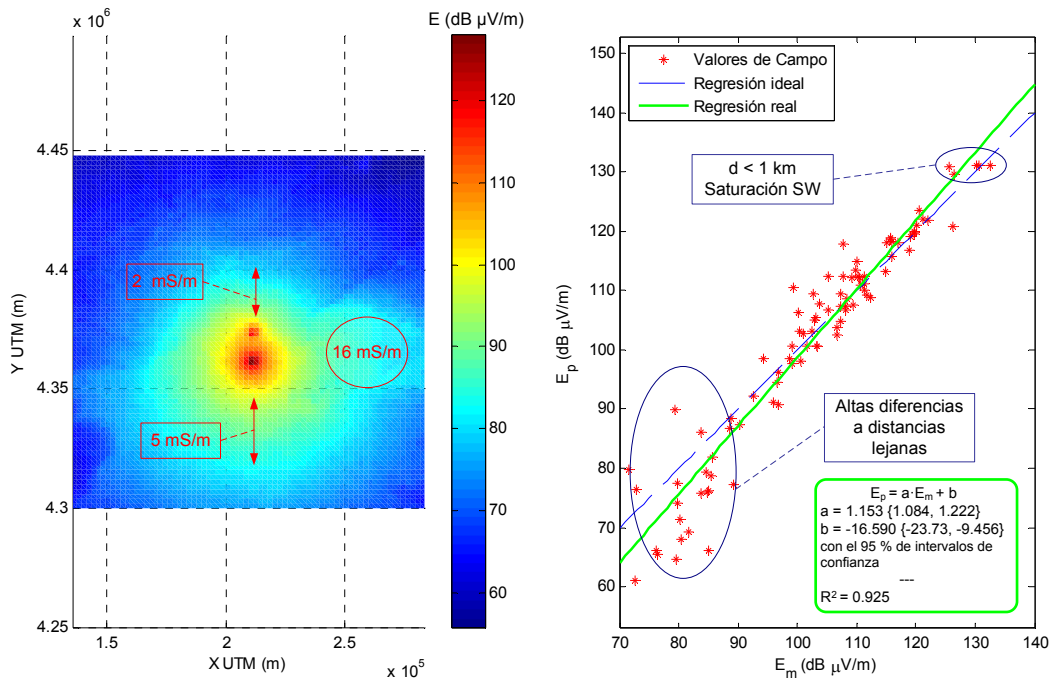 x 10⁶
E (dB µV/m)
4.45
4.4
4.35
4.3
4.25
Y UTM (m)
1.5
2
2.5
X UTM (m)
x 10⁵
2 mS/m
16 mS/m
5 mS/m
120
110
100
90
80
70
60
150
140
130
120
110
100
90
80
70
60
E_p (dB µV/m)
Valores de Campo
Regresión ideal
Regresión real
d < 1 km
Saturación SW
Altas diferencias
a distancias
lejanas
E_p = a·E_m + b
a = 1.153 {1.084, 1.222}
b = -16.590 {-23.73, -9.456}
con el 95 % de intervalos de
confianza
---
R² = 0.925
70
80
90
100
110
120
130
140
E_m (dB µV/m)